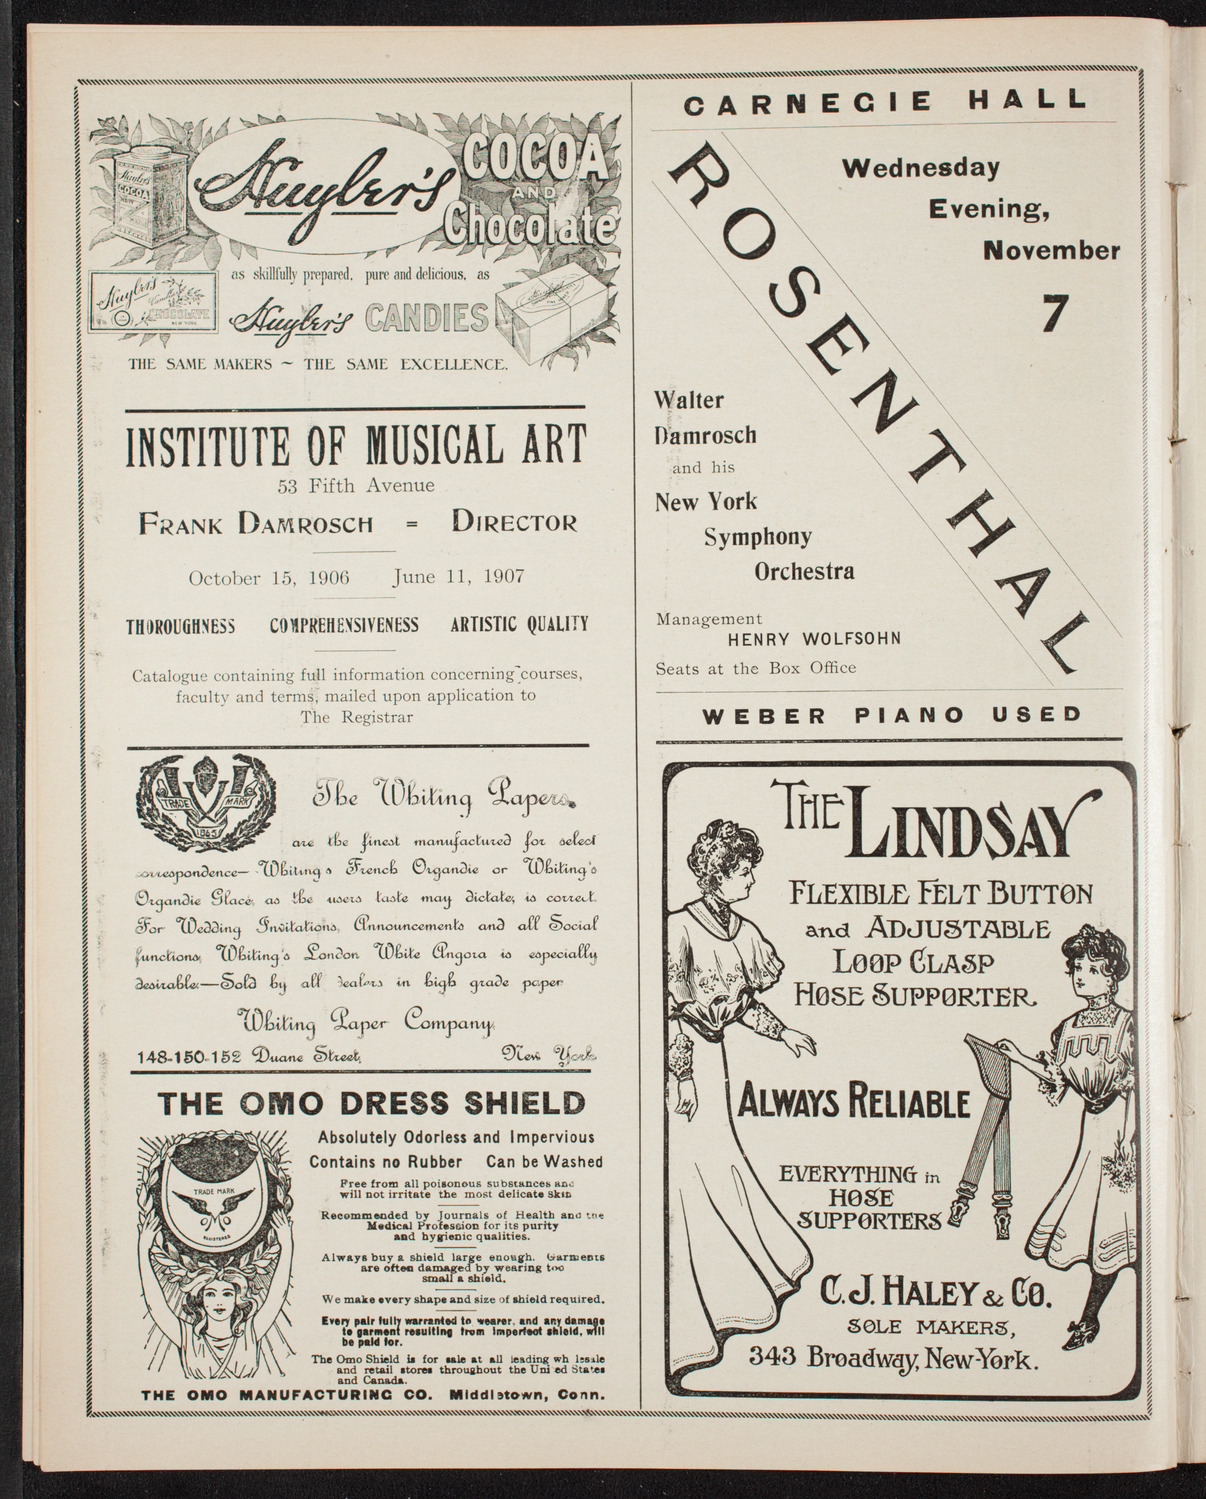 Huyler's
COCOA
AND
Chocolate
Huyler's
COCOA
as skillfully prepared, pure and delicious, as
Huyler's
CHOCOLATE
NEW YORK
Huyler's CANDIES
THE SAME MAKERS ~ THE SAME EXCELLENCE.
INSTITUTE OF MUSICAL ART
53 Fifth Avenue
FRANK DAMROSCH = DIRECTOR
October 15, 1906 June 11, 1907
THOROUGHNESS COMPREHENSIVENESS ARTISTIC QUALITY
Catalogue containing full information concerning courses,
faculty and terms, mailed upon application to
The Registrar
TRADE MARK
1865
The Whiting Papers
are the finest manufactured for select
correspondence—Whiting's French Organdie or Whiting's
Organdie Glacé, as the users taste may dictate, is correct.
For Wedding Invitations, Announcements and all Social
functions, Whiting's London White Angora is especially
desirable.—Sold by all dealers in high grade paper
Whiting Paper Company,
148-150-152 Duane Street, New York
THE OMO DRESS SHIELD
Absolutely Odorless and Impervious
Contains no Rubber Can be Washed
Free from all poisonous substances and
will not irritate the most delicate skin
Recommended by Journals of Health and the
Medical Profession for its purity
and hygienic qualities.
Always buy a shield large enough. Garments
are often damaged by wearing too
small a shield.
We make every shape and size of shield required.
Every pair fully warranted to wearer, and any damage
to garment resulting from imperfect shield, will
be paid for.
The Omo Shield is for sale at all leading wh lesale
and retail stores throughout the Uni ed States
and Canada.
TRADE MARK
REGISTERED
THE OMO MANUFACTURING CO. Middletown, Conn.
CARNEGIE HALL
ROSENTHAL
Wednesday
Evening,
November
7
Walter
Damrosch
and his
New York
Symphony
Orchestra
Management
HENRY WOLFSOHN
Seats at the Box Office
WEBER PIANO USED
THE LINDSAY
FLEXIBLE FELT BUTTON
and ADJUSTABLE
LOOP CLASP
HOSE SUPPORTER.
ALWAYS RELIABLE
EVERYTHING in
HOSE
SUPPORTERS
C.J. HALEY & CO.
SOLE MAKERS,
343 Broadway, New-York.